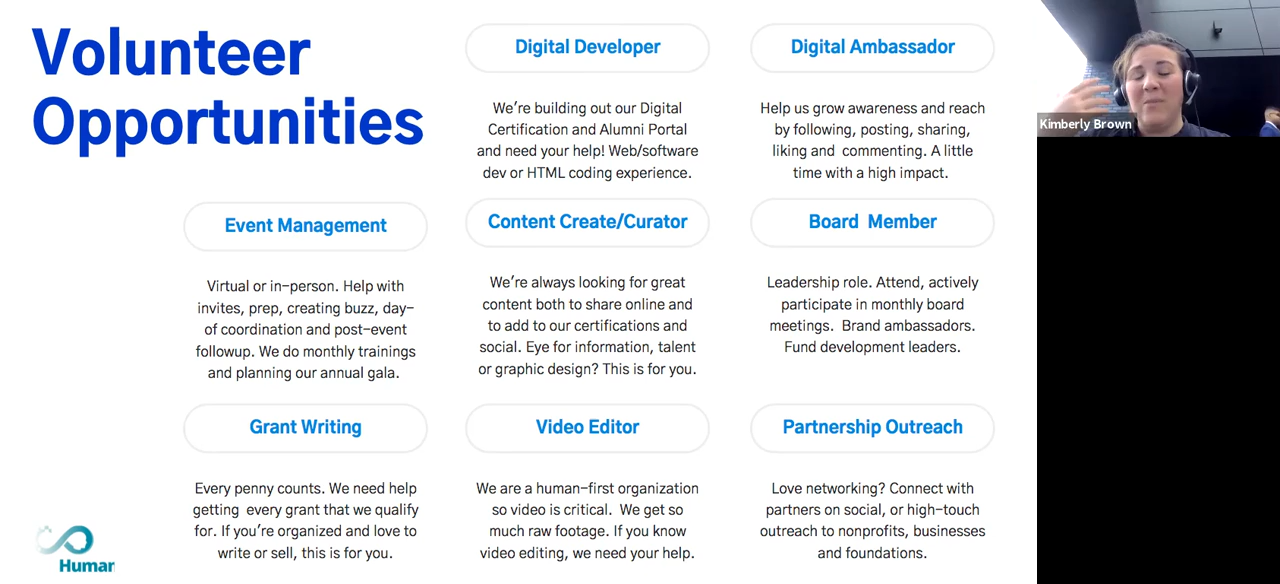 Volunteer
Opportunities
Digital Developer
We're building out our Digital
Certification and Alumni Portal
and need your help! Web/software
dev or HTML coding experience.
Digital Ambassador
Help us grow awareness and reach
by following, posting, sharing,
liking and commenting. A little
time with a high impact.
Event Management
Virtual or in-person. Help with
invites, prep, creating buzz, day-
of coordination and post-event
followup. We do monthly trainings
and planning our annual gala.
Content Create/Curator
We're always looking for great
content both to share online and
to add to our certifications and
social. Eye for information, talent
or graphic design? This is for you.
Board Member
Leadership role. Attend, actively
participate in monthly board
meetings. Brand ambassadors.
Fund development leaders.
Grant Writing
Every penny counts. We need help
getting every grant that we qualify
for. If you're organized and love to
write or sell, this is for you.
Video Editor
We are a human-first organization
so video is critical. We get so
much raw footage. If you know
video editing, we need your help.
Partnership Outreach
Love networking? Connect with
partners on social, or high-touch
outreach to nonprofits, businesses
and foundations.
Human
Kimberly Brown